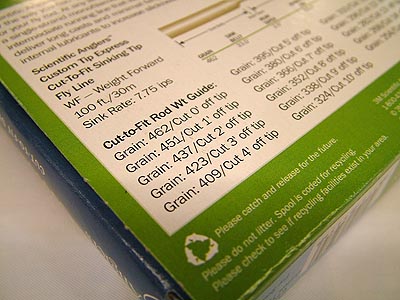 internal lubricants
Scientific Anglers
Custom Tip Express
Cut-To-Fit Sinking Tip
Fly Line
WF – Weight Forward
100 ft./30m
Sink Rate: 7.75 ips
Cut-to-Fit Rod Wt Guide:
Grain: 462/Cut 0' off tip
Grain: 451/Cut 1' off tip
Grain: 437/Cut 2' off tip
Grain: 423/Cut 3' off tip
Grain: 409/Cut 4' off tip
Grain: 395/Cut 5' off tip
Grain: 380/Cut 6' off tip
Grain: 366/Cut 7' off tip
Grain: 352/Cut 8' off tip
Grain: 338/Cut 9' off tip
Grain: 324/Cut 10' off tip
Please catch and release for the future.
Please do not litter. Spool is coded for recycling.
Please check to see if recycling facilities exist in your area.